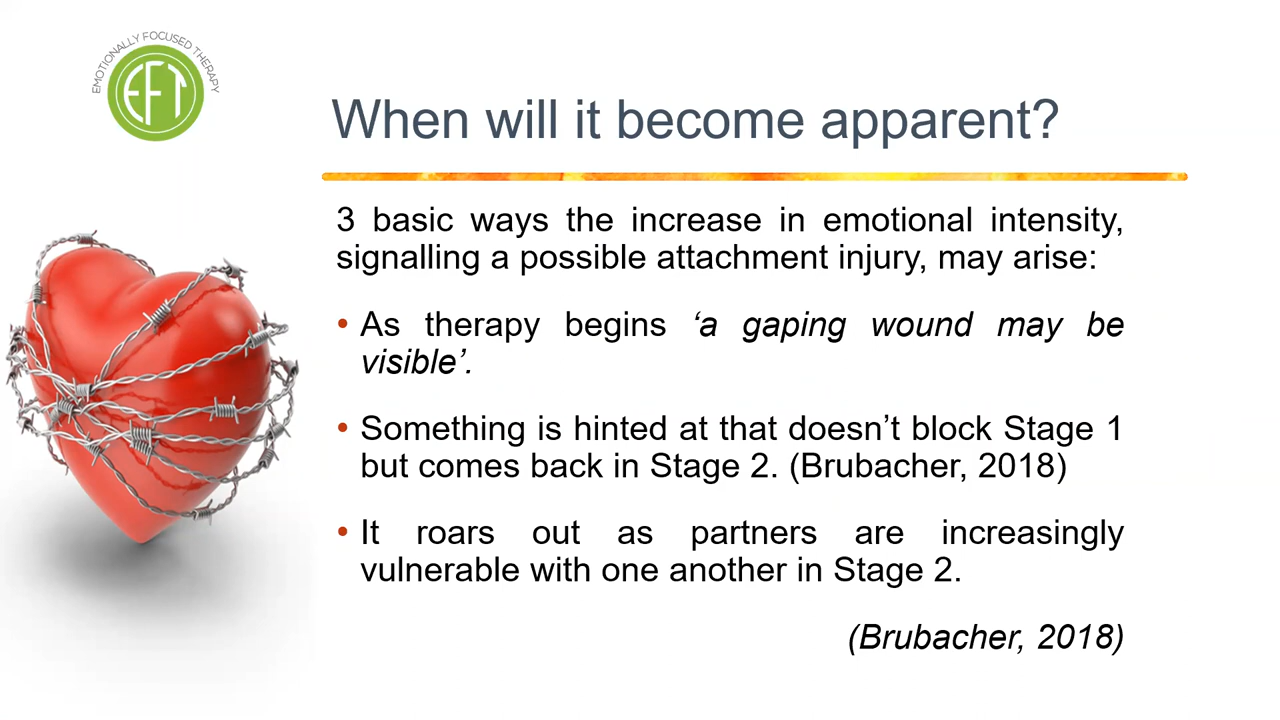 EMOTIONALLY FOCUSED THERAPY
EFT
When will it become apparent?
3 basic ways the increase in emotional intensity,
signalling a possible attachment injury, may arise:
• As therapy begins ‘a gaping wound may be
visible’.
• Something is hinted at that doesn’t block Stage 1
but comes back in Stage 2. (Brubacher, 2018)
• It roars out as partners are increasingly
vulnerable with one another in Stage 2.
(Brubacher, 2018)